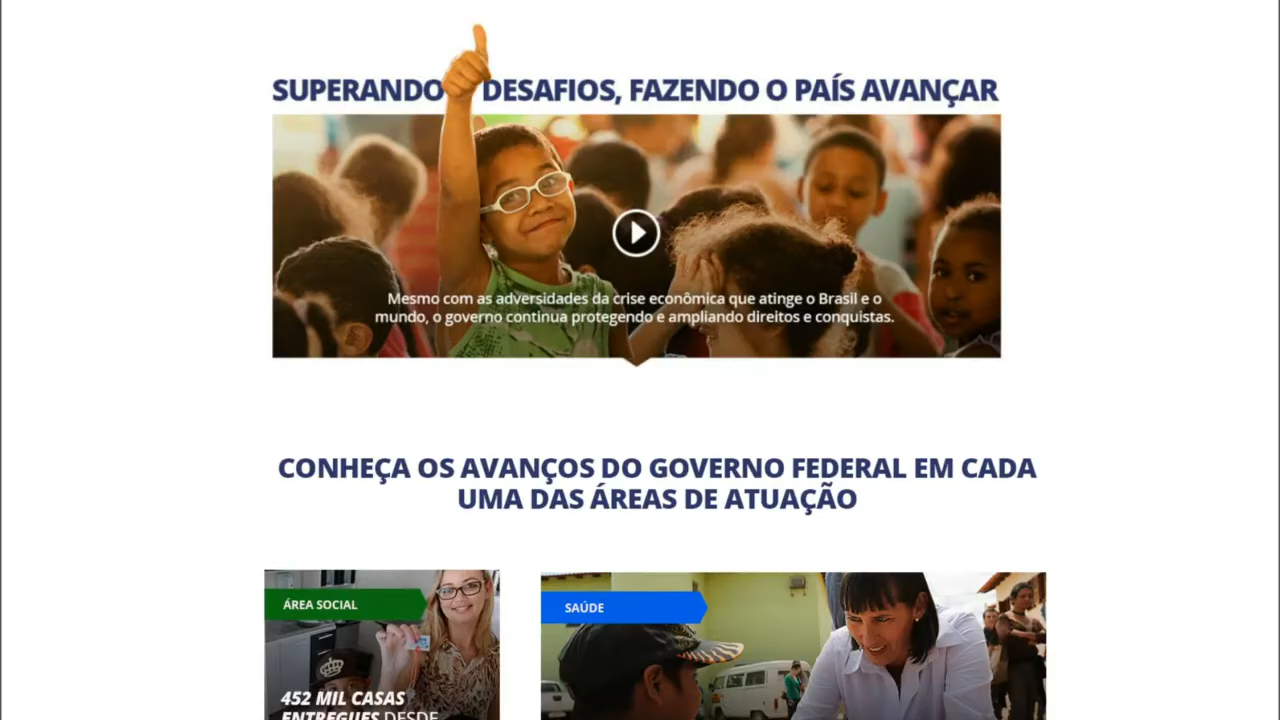 SUPERANDO DESAFIOS, FAZENDO O PAÍS AVANÇAR
Mesmo com as adversidades da crise econômica que atinge o Brasil e o
mundo, o governo continua protegendo e ampliando direitos e conquistas.
CONHEÇA OS AVANÇOS DO GOVERNO FEDERAL EM CADA
UMA DAS ÁREAS DE ATUAÇÃO
ÁREA SOCIAL
SAÚDE
452 MIL CASAS
ENTREGUES DESDE